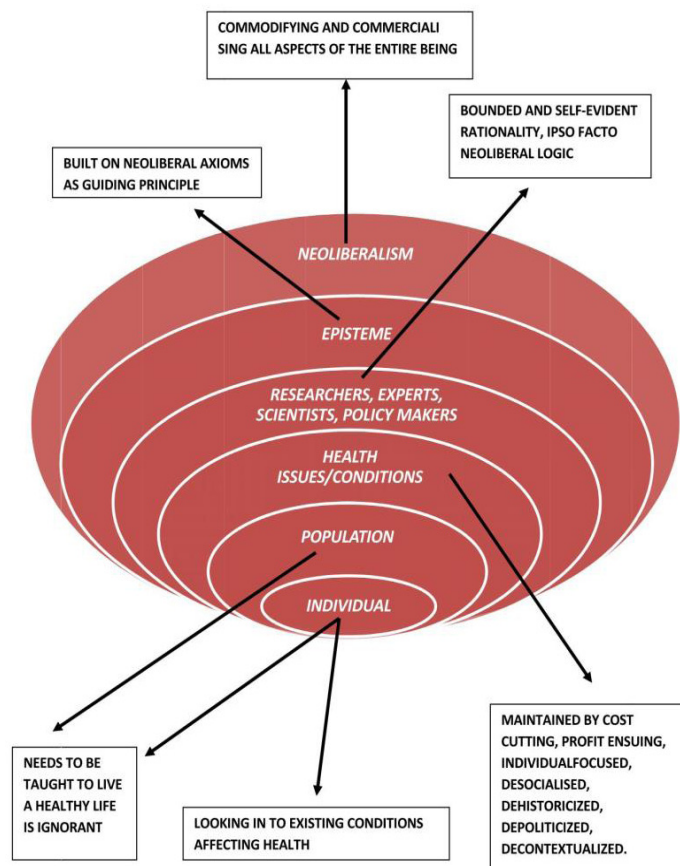 COMMODIFYING AND COMMERCIALI
SING ALL ASPECTS OF THE ENTIRE BEING
BOUNDED AND SELF-EVIDENT
RATIONALITY, IPSO FACTO
NEOLIBERAL LOGIC
BUILT ON NEOLIBERAL AXIOMS
AS GUIDING PRINCIPLE
NEOLIBERALISM
EPISTEME
RESEARCHERS, EXPERTS,
SCIENTISTS, POLICY MAKERS
HEALTH
ISSUES/CONDITIONS
POPULATION
INDIVIDUAL
NEEDS TO BE
TAUGHT TO LIVE
A HEALTHY LIFE
IS IGNORANT
LOOKING IN TO EXISTING CONDITIONS
AFFECTING HEALTH
MAINTAINED BY COST
CUTTING, PROFIT ENSUING,
INDIVIDUALFOCUSED,
DESOCIALISED,
DEHISTORICIZED,
DEPOLITICIZED,
DECONTEXTUALIZED.